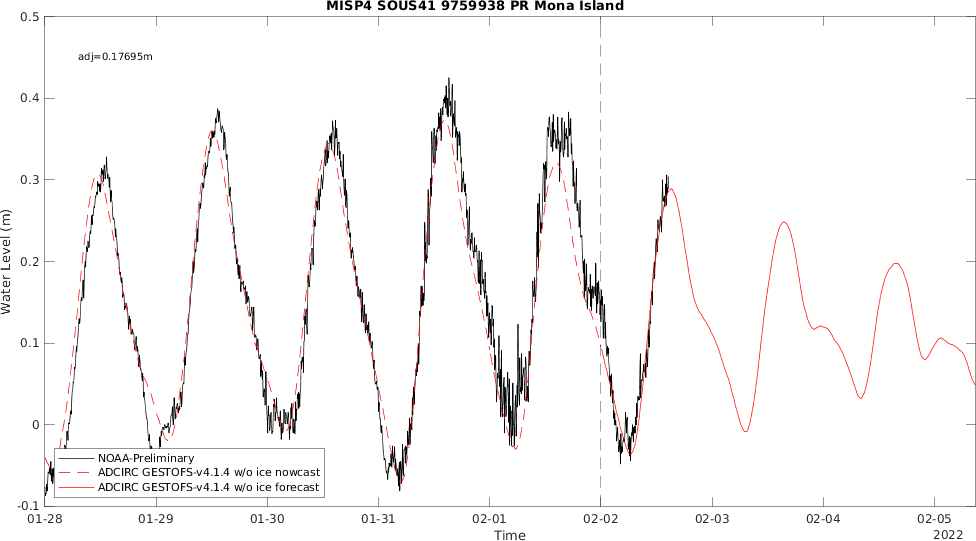 MISP4 SOUS41 9759938 PR Mona Island
0.5
adj=0.17695m
0.4
0.3
0.2
0.1
0
-0.1
Water Level (m)
NOAA-Preliminary
ADCIRC GESTOFS-v4.1.4 w/o ice nowcast
ADCIRC GESTOFS-v4.1.4 w/o ice forecast
01-28 01-29 01-30 01-31 02-01 02-02 02-03 02-04 02-05
Time
2022